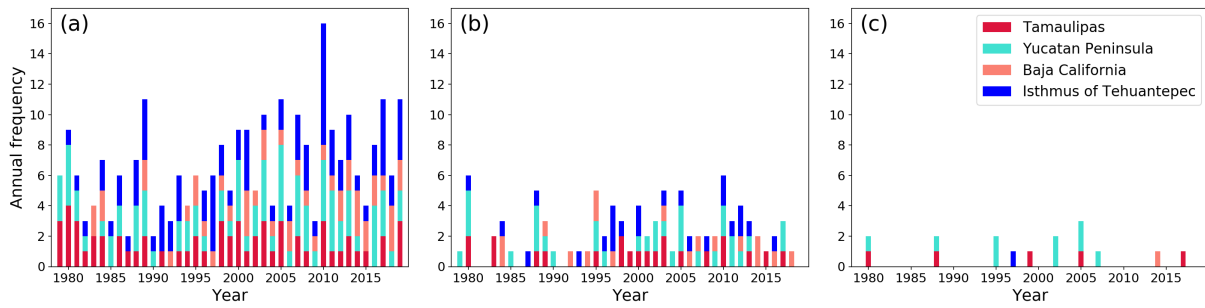 (a)
Annual frequency
16
14
12
10
8
6
4
2
0
1980 1985 1990 1995 2000 2005 2010 2015
Year
(b)
16
14
12
10
8
6
4
2
0
1980 1985 1990 1995 2000 2005 2010 2015
Year
(c)
Tamaulipas
Yucatan Peninsula
Baja California
Isthmus of Tehuantepec
16
14
12
10
8
6
4
2
0
1980 1985 1990 1995 2000 2005 2010 2015
Year